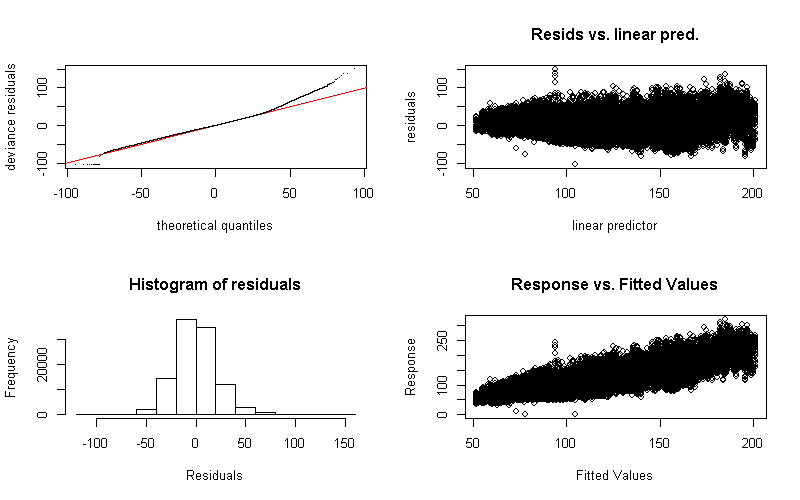 deviance residuals
100
0
-100
-100
-50
0
50
100
theoretical quantiles
Resids vs. linear pred.
residuals
100
0
-100
50
100
150
200
linear predictor
Histogram of residuals
Frequency
20000
0
-100
-50
0
50
100
150
Residuals
Response vs. Fitted Values
Response
250
100
0
50
100
150
200
Fitted Values